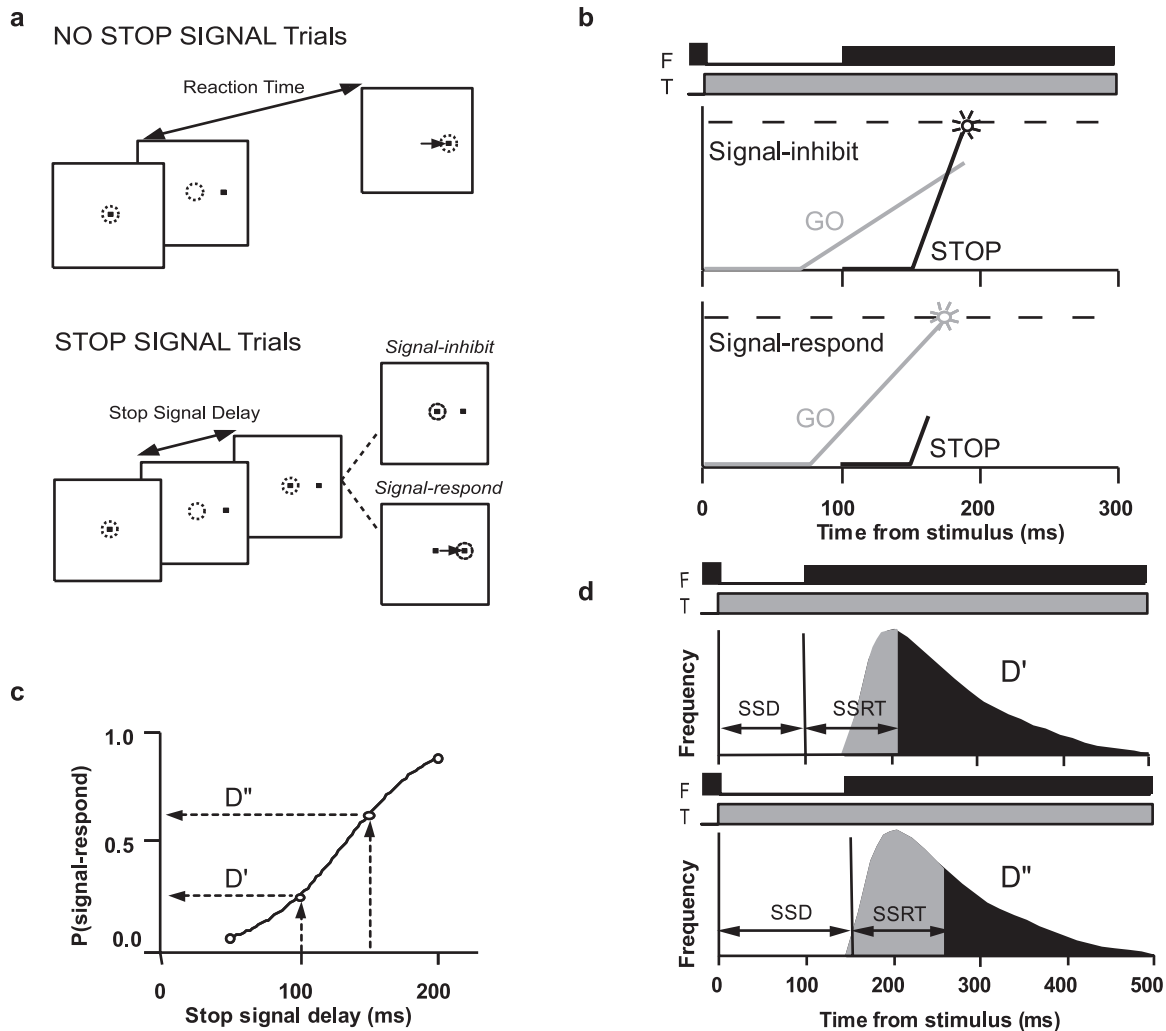 a
NO STOP SIGNAL Trials
Reaction Time
STOP SIGNAL Trials
Signal-inhibit
Stop Signal Delay
Signal-respond
b
F
T
Signal-inhibit
GO
STOP
Signal-respond
GO
STOP
0 100 200 300
Time from stimulus (ms)
c
1.0
0.5
0.0
P(signal-respond)
D"
D'
0 100 200
Stop signal delay (ms)
d
F
T
Frequency
SSD
SSRT
D'
F
T
Frequency
SSD
SSRT
D"
0 100 200 300 400 500
Time from stimulus (ms)